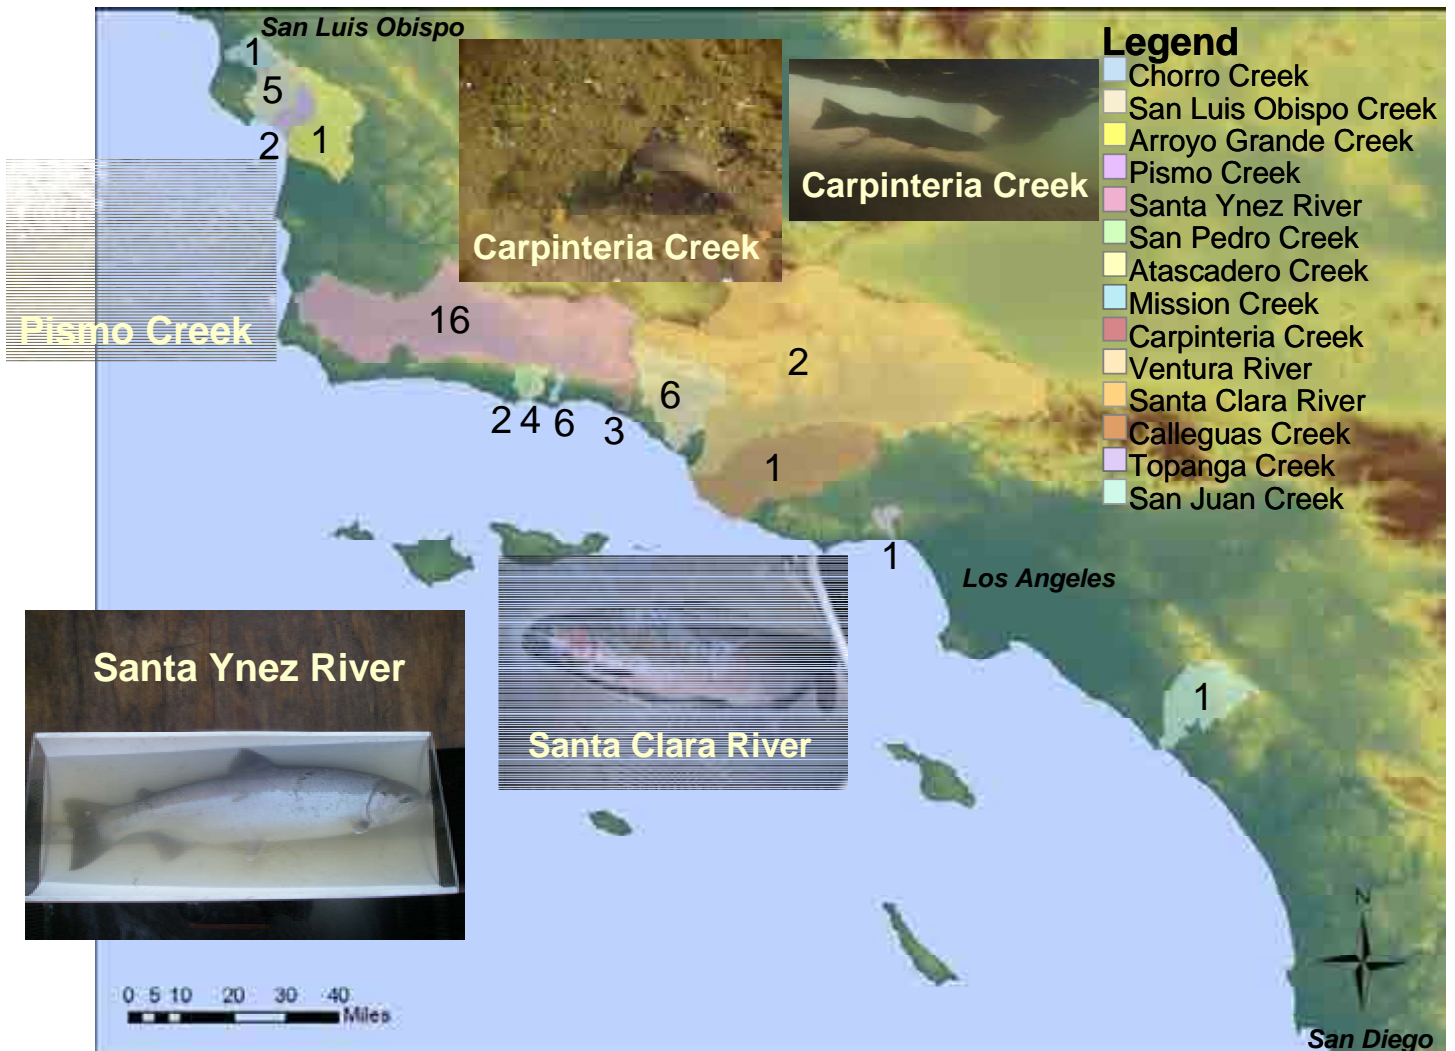 San Luis Obispo
1
5
2
1
Pismo Creek
Carpinteria Creek
Carpinteria Creek
Legend
Chorro Creek
San Luis Obispo Creek
Arroyo Grande Creek
Pismo Creek
Santa Ynez River
San Pedro Creek
Atascadero Creek
Mission Creek
Carpinteria Creek
Ventura River
Santa Clara River
Calleguas Creek
Topanga Creek
San Juan Creek
16
2
6
2 4 6 3
1
1
Los Angeles
1
Santa Ynez River
Santa Clara River
N
0 5 10 20 30 40
Miles
San Diego